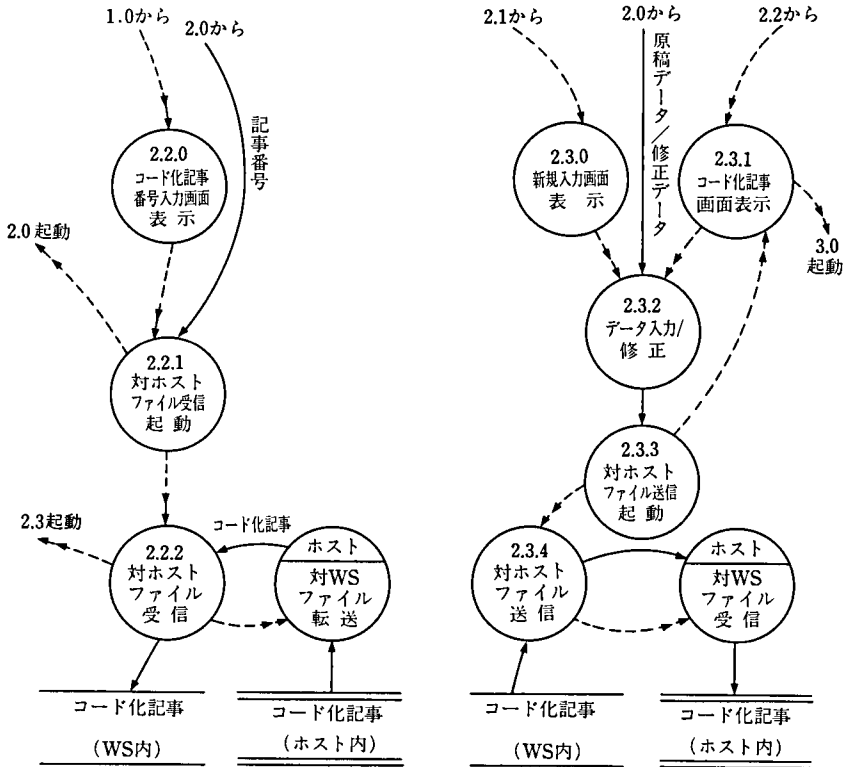 1.0から
2.0から
記事番号
2.2.0
コード化記事
番号入力画面
表示
2.0起動
2.2.1
対ホスト
ファイル受信
起動
2.3起動
2.2.2
対ホスト
ファイル
受信
コード化記事
ホスト
対WS
ファイル
転送
コード化記事
(WS内)
コード化記事
(ホスト内)
2.1から
2.0から
2.2から
原稿データ/修正データ
2.3.0
新規入力画面
表示
2.3.1
コード化記事
画面表示
3.0
起動
2.3.2
データ入力/
修正
2.3.3
対ホスト
ファイル送信
起動
2.3.4
対ホスト
ファイル
送信
ホスト
対WS
ファイル
受信
コード化記事
(WS内)
コード化記事
(ホスト内)